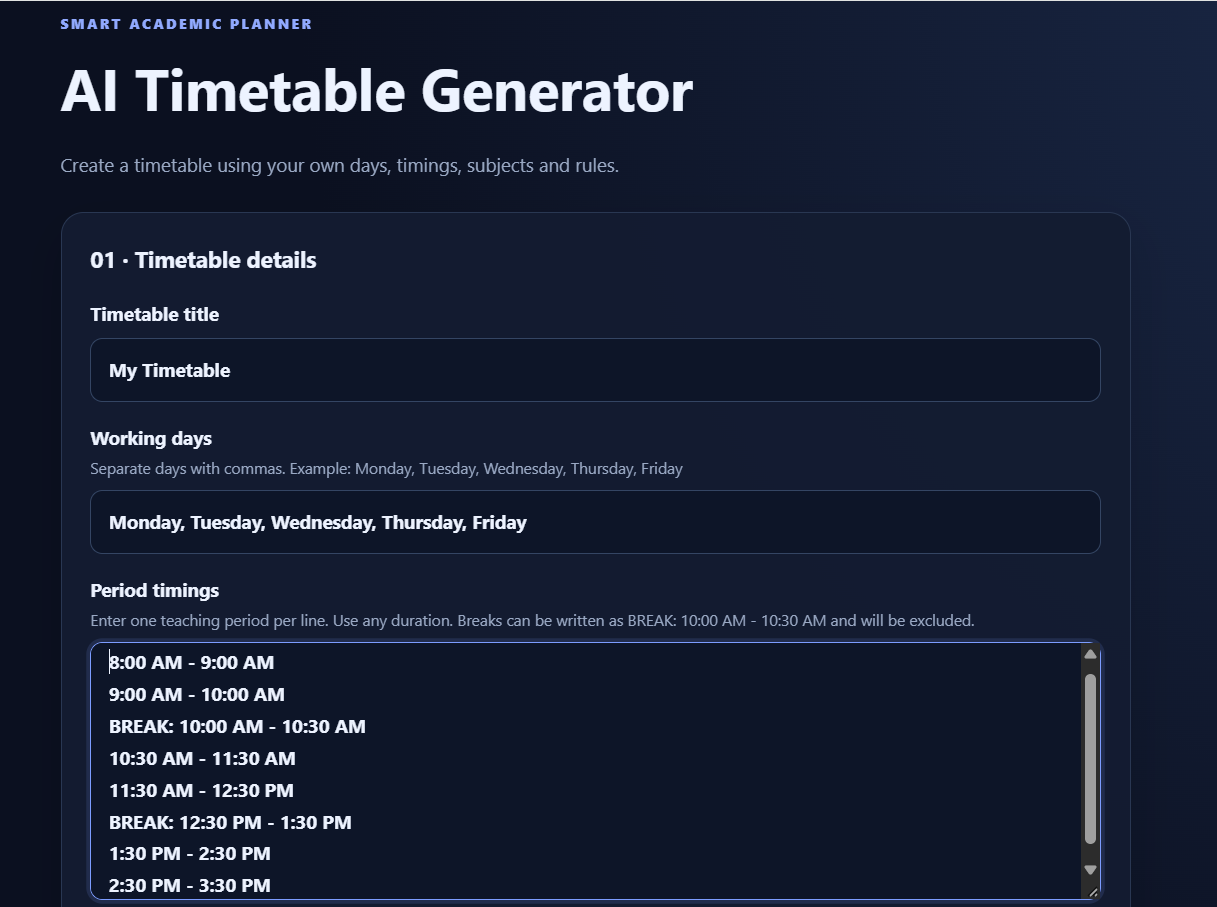 SMART ACADEMIC PLANNER
AI Timetable Generator
Create a timetable using your own days, timings, subjects and rules.
01 · Timetable details
Timetable title
My Timetable
Working days
Separate days with commas. Example: Monday, Tuesday, Wednesday, Thursday, Friday
Monday, Tuesday, Wednesday, Thursday, Friday
Period timings
Enter one teaching period per line. Use any duration. Breaks can be written as BREAK: 10:00 AM - 10:30 AM and will be excluded.
8:00 AM - 9:00 AM
9:00 AM - 10:00 AM
BREAK: 10:00 AM - 10:30 AM
10:30 AM - 11:30 AM
11:30 AM - 12:30 PM
BREAK: 12:30 PM - 1:30 PM
1:30 PM - 2:30 PM
2:30 PM - 3:30 PM